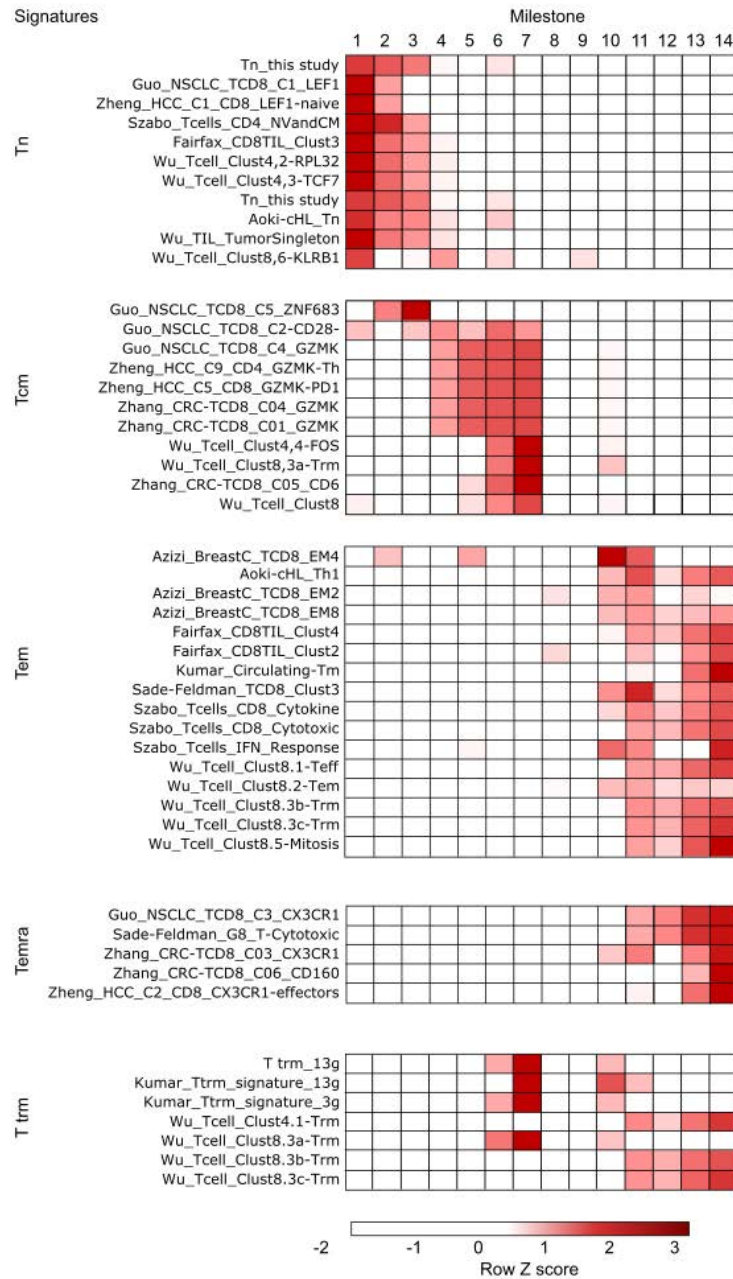 Signatures Milestone
1 2 3 4 5 6 7 8 9 10 11 12 13 14
Tn
Tn_this study
Guo_NSCLC_TCD8_C1_LEF1
Zheng_HCC_C1_CD8_LEF1-naive
Szabo_Tcells_CD4_NVandCM
Fairfax_CD8TIL_Clust3
Wu_Tcell_Clust4,2-RPL32
Wu_Tcell_Clust4,3-TCF7
Tn_this study
Aoki-cHL_Tn
Wu_TIL_TumorSingleton
Wu_Tcell_Clust8,6-KLRB1
Tcm
Guo_NSCLC_TCD8_C5_ZNF683
Guo_NSCLC_TCD8_C2-CD28-
Guo_NSCLC_TCD8_C4_GZMK
Zheng_HCC_C9_CD4_GZMK-Th
Zheng_HCC_C5_CD8_GZMK-PD1
Zhang_CRC-TCD8_C04_GZMK
Zhang_CRC-TCD8_C01_GZMK
Wu_Tcell_Clust4,4-FOS
Wu_Tcell_Clust8,3a-Trm
Zhang_CRC-TCD8_C05_CD6
Wu_Tcell_Clust8
Tem
Azizi_BreastC_TCD8_EM4
Aoki-cHL_Th1
Azizi_BreastC_TCD8_EM2
Azizi_BreastC_TCD8_EM8
Fairfax_CD8TIL_Clust4
Fairfax_CD8TIL_Clust2
Kumar_Circulating-Tm
Sade-Feldman_TCD8_Clust3
Szabo_Tcells_CD8_Cytokine
Szabo_Tcells_CD8_Cytotoxic
Szabo_Tcells_IFN_Response
Wu_Tcell_Clust8.1-Teff
Wu_Tcell_Clust8.2-Tem
Wu_Tcell_Clust8.3b-Trm
Wu_Tcell_Clust8.3c-Trm
Wu_Tcell_Clust8.5-Mitosis
Temra
Guo_NSCLC_TCD8_C3_CX3CR1
Sade-Feldman_G8_T-Cytotoxic
Zhang_CRC-TCD8_C03_CX3CR1
Zhang_CRC-TCD8_C06_CD160
Zheng_HCC_C2_CD8_CX3CR1-effectors
T trm
T trm_13g
Kumar_Ttrm_signature_13g
Kumar_Ttrm_signature_3g
Wu_Tcell_Clust4.1-Trm
Wu_Tcell_Clust8.3a-Trm
Wu_Tcell_Clust8.3b-Trm
Wu_Tcell_Clust8.3c-Trm
-2 -1 0 1 2 3
Row Z score